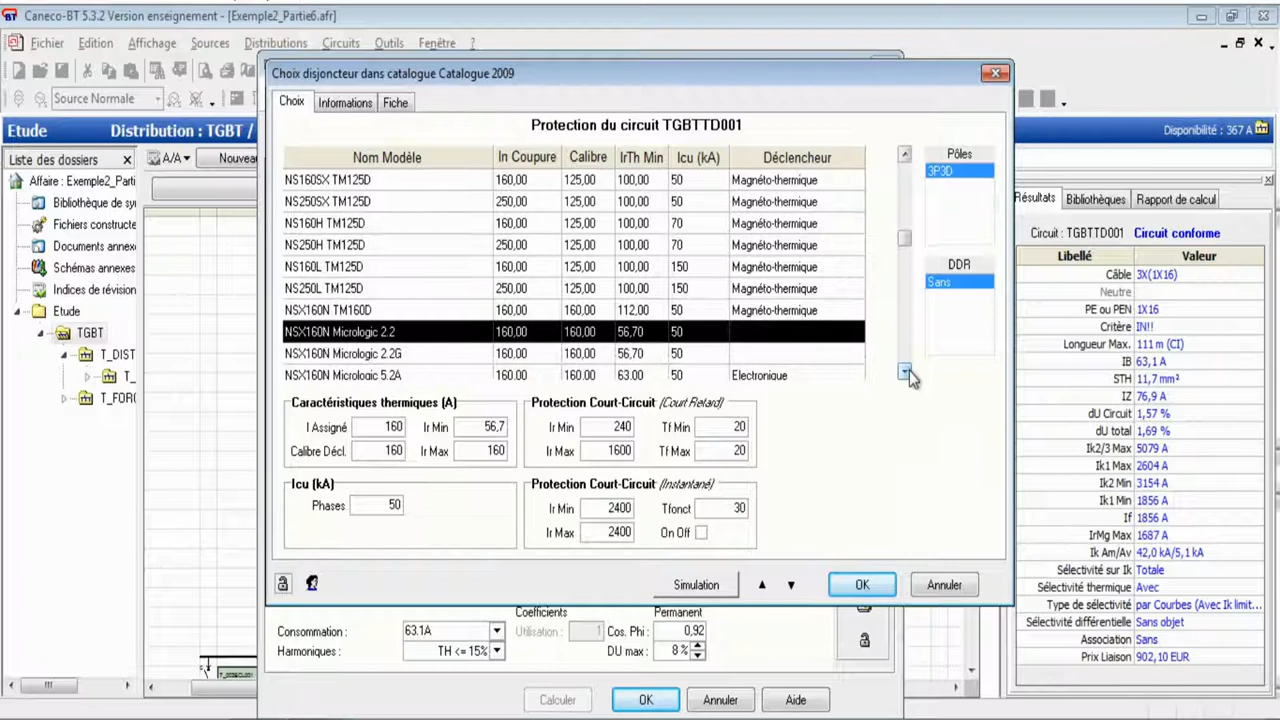 Caneco-BT 5.3.2 Version enseignement - [Exemple2_Partie6.afr]
Fichier Edition Affichage Sources Distributions Circuits Outils Fenêtre ?
Source Normale
Etude Distribution : TGBT / Disponibilité : 367 A
Liste des dossiers
A/A
Nouveau
Affaire : Exemple2_Parti
Bibliothèque de sy
Fichiers constructe
Documents annex
Schémas annexes
Indices de révision
Etude
TGBT
T_DIST
T_
T_FORC
Choix disjoncteur dans catalogue Catalogue 2009
Choix Informations Fiche
Protection du circuit TGBTTD001
Nom Modèle In Coupure Calibre IrTh Min Icu (kA) Déclencheur
NS160SX TM125D 160,00 125,00 100,00 50 Magnéto-thermique
NS250SX TM125D 250,00 125,00 100,00 50 Magnéto-thermique
NS160H TM125D 160,00 125,00 100,00 70 Magnéto-thermique
NS250H TM125D 250,00 125,00 100,00 70 Magnéto-thermique
NS160L TM125D 160,00 125,00 100,00 150 Magnéto-thermique
NS250L TM125D 250,00 125,00 100,00 150 Magnéto-thermique
NSX160N TM160D 160,00 160,00 112,00 50 Magnéto-thermique
NSX160N Micrologic 2.2 160,00 160,00 56,70 50
NSX160N Micrologic 2.2G 160,00 160,00 56,70 50
NSX160N Micrologic 5.2A 160,00 160,00 63,00 50 Electronique
Pôles
3P3D
DDR
Sans
Caractéristiques thermiques (A)
I Assigné 160 Ir Min 56,7
Calibre Décl. 160 Ir Max 160
Protection Court-Circuit (Court Retard)
Ir Min 240 Tf Min 20
Ir Max 1600 Tf Max 20
Icu (kA)
Phases 50
Protection Court-Circuit (Instantané)
Ir Min 2400 Tfonct 30
Ir Max 2400 On Off
Simulation OK Annuler
Coefficients Permanent
Consommation : 63.1A Utilisation : 1 Cos. Phi : 0,92
Harmoniques : TH <= 15% DU max : 8 %
Calculer OK Annuler Aide
Résultats Bibliothèques Rapport de calcul
Circuit : TGBTTD001 Circuit conforme
Libellé Valeur
Câble 3X(1X16)
Neutre
PE ou PEN 1X16
Critère IN!!
Longueur Max. 111 m (CI)
IB 63,1 A
STH 11,7 mm²
IZ 76,9 A
dU Circuit 1,57 %
dU total 1,69 %
Ik2/3 Max 5079 A
Ik1 Max 2604 A
Ik2 Min 3154 A
Ik1 Min 1856 A
If 1856 A
IrMg Max 1687 A
Ik Am/Av 42,0 kA/5,1 kA
Sélectivité sur Ik Totale
Sélectivité thermique Avec
Type de sélectivité par Courbes (Avec Ik limit...
Sélectivité différentielle Sans objet
Association Sans
Prix Liaison 902,10 EUR